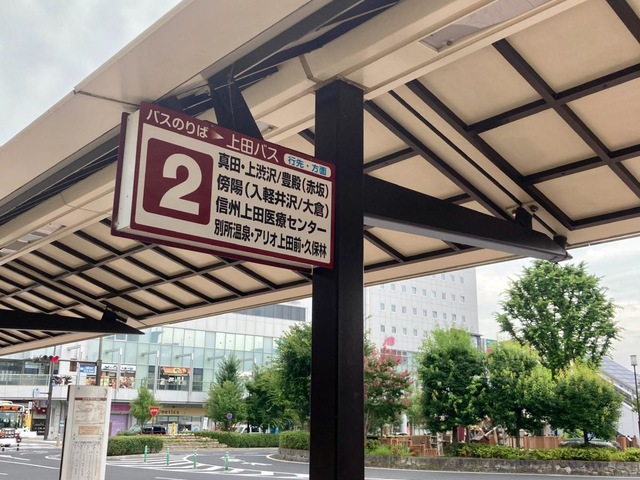 バスのりば ▶ 上田バス 行先・方面
2
真田・上渋沢/豊殿(赤坂)
傍陽(入軽井沢/大倉)
信州上田医療センター
別所温泉・アリオ上田前・久保林